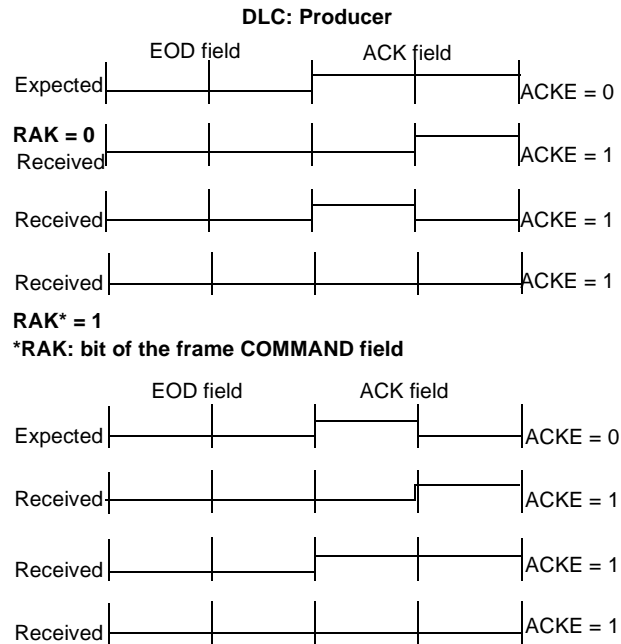 DLC: Producer
EOD field ACK field
Expected ACKE = 0
RAK = 0
Received ACKE = 1
Received ACKE = 1
Received ACKE = 1
RAK* = 1
*RAK: bit of the frame COMMAND field
EOD field ACK field
Expected ACKE = 0
Received ACKE = 1
Received ACKE = 1
Received ACKE = 1